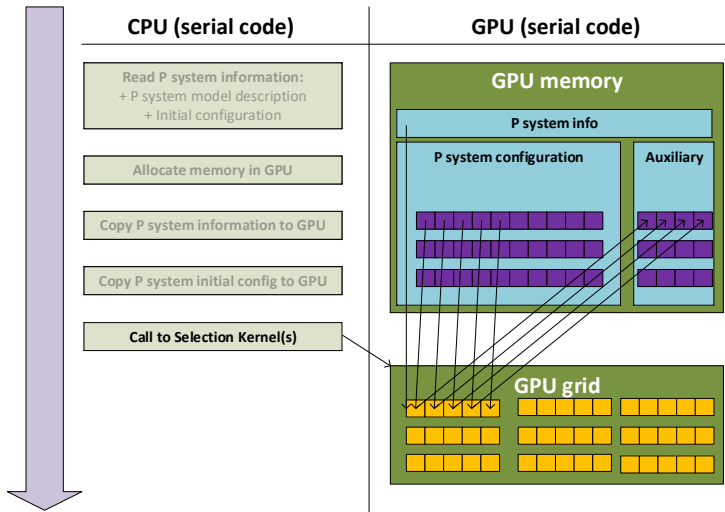 CPU (serial code)
GPU (serial code)
Read P system information:
+ P system model description
+ Initial configuration
Allocate memory in GPU
Copy P system information to GPU
Copy P system initial config to GPU
Call to Selection Kernel(s)
GPU memory
P system info
P system configuration
Auxiliary
GPU grid